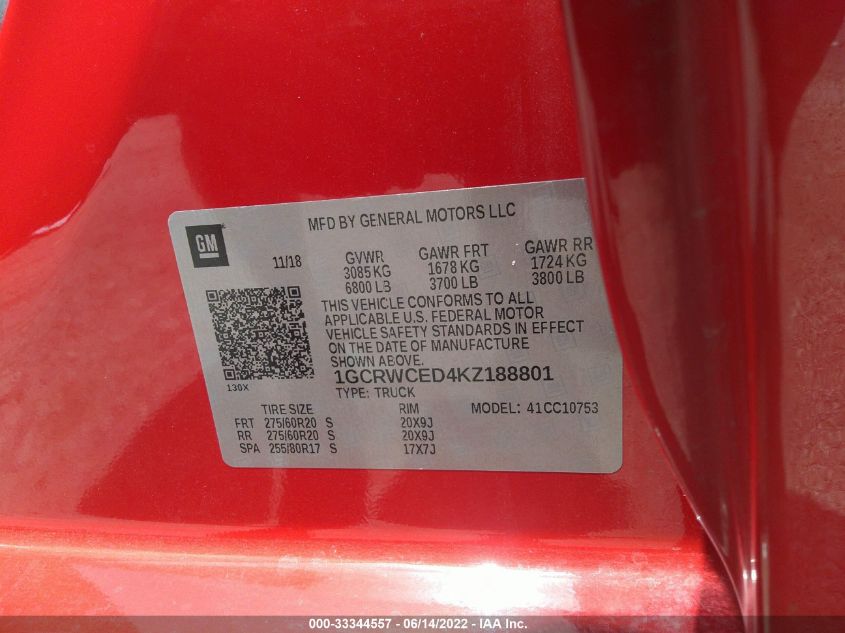 MFD BY GENERAL MOTORS LLC
GM
11/18
GVWR GAWR FRT GAWR RR
3085 KG 1678 KG 1724 KG
6800 LB 3700 LB 3800 LB
THIS VEHICLE CONFORMS TO ALL
APPLICABLE U.S. FEDERAL MOTOR
VEHICLE SAFETY STANDARDS IN EFFECT
ON THE DATE OF MANUFACTURE
SHOWN ABOVE.
130X
1GCRWCED4KZ188801
TYPE: TRUCK
TIRE SIZE RIM MODEL: 41CC10753
FRT 275/60R20 S 20X9J
RR 275/60R20 S 20X9J
SPA 255/80R17 S 17X7J
000-33344557 - 06/14/2022 - IAA Inc.